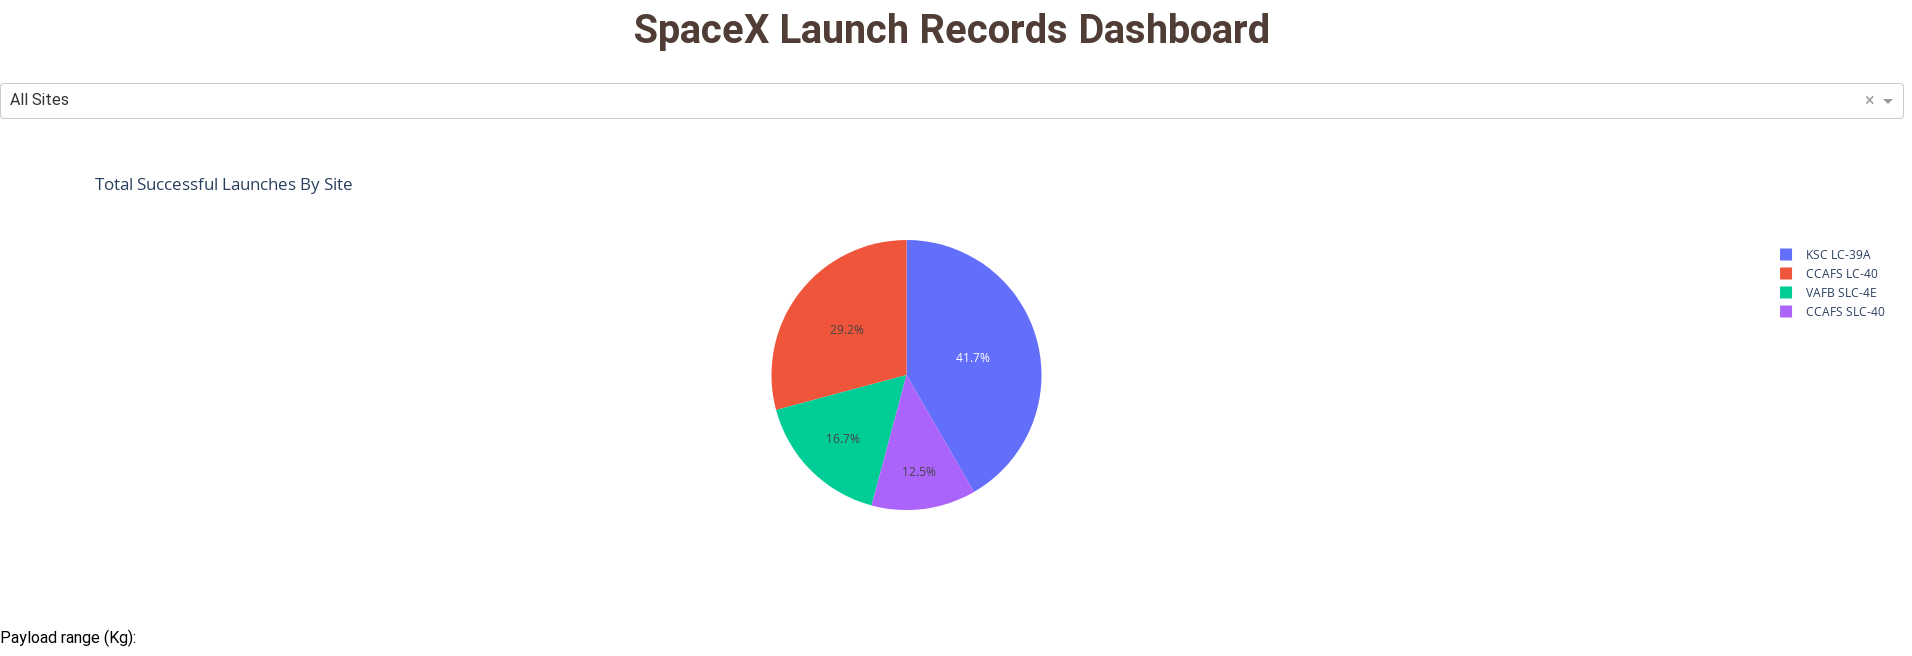 SpaceX Launch Records Dashboard
All Sites
×
Total Successful Launches By Site
KSC LC-39A
CCAFS LC-40
VAFB SLC-4E
CCAFS SLC-40
29.2%
41.7%
16.7%
12.5%
Payload range (Kg):